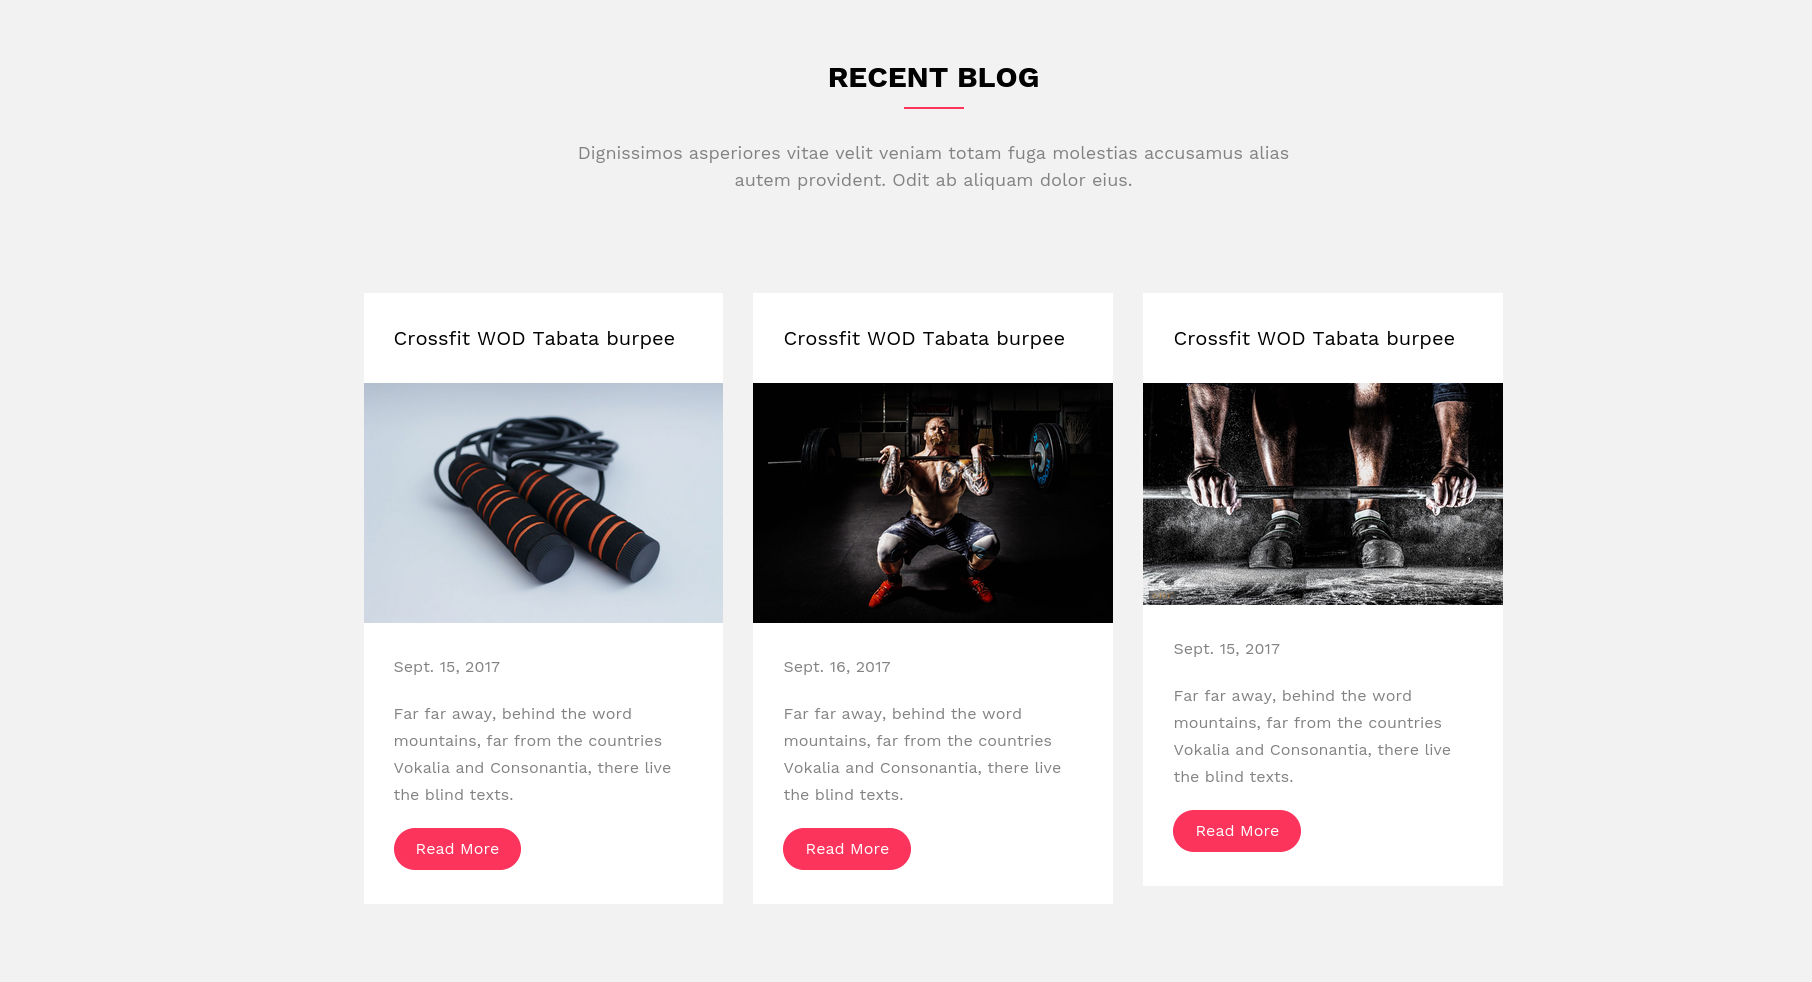 RECENT BLOG
Dignissimos asperiores vitae velit veniam totam fuga molestias accusamus alias
autem provident. Odit ab aliquam dolor eius.
Crossfit WOD Tabata burpee
Sept. 15, 2017
Far far away, behind the word
mountains, far from the countries
Vokalia and Consonantia, there live
the blind texts.
Read More
Crossfit WOD Tabata burpee
Sept. 16, 2017
Far far away, behind the word
mountains, far from the countries
Vokalia and Consonantia, there live
the blind texts.
Read More
Crossfit WOD Tabata burpee
Sept. 15, 2017
Far far away, behind the word
mountains, far from the countries
Vokalia and Consonantia, there live
the blind texts.
Read More